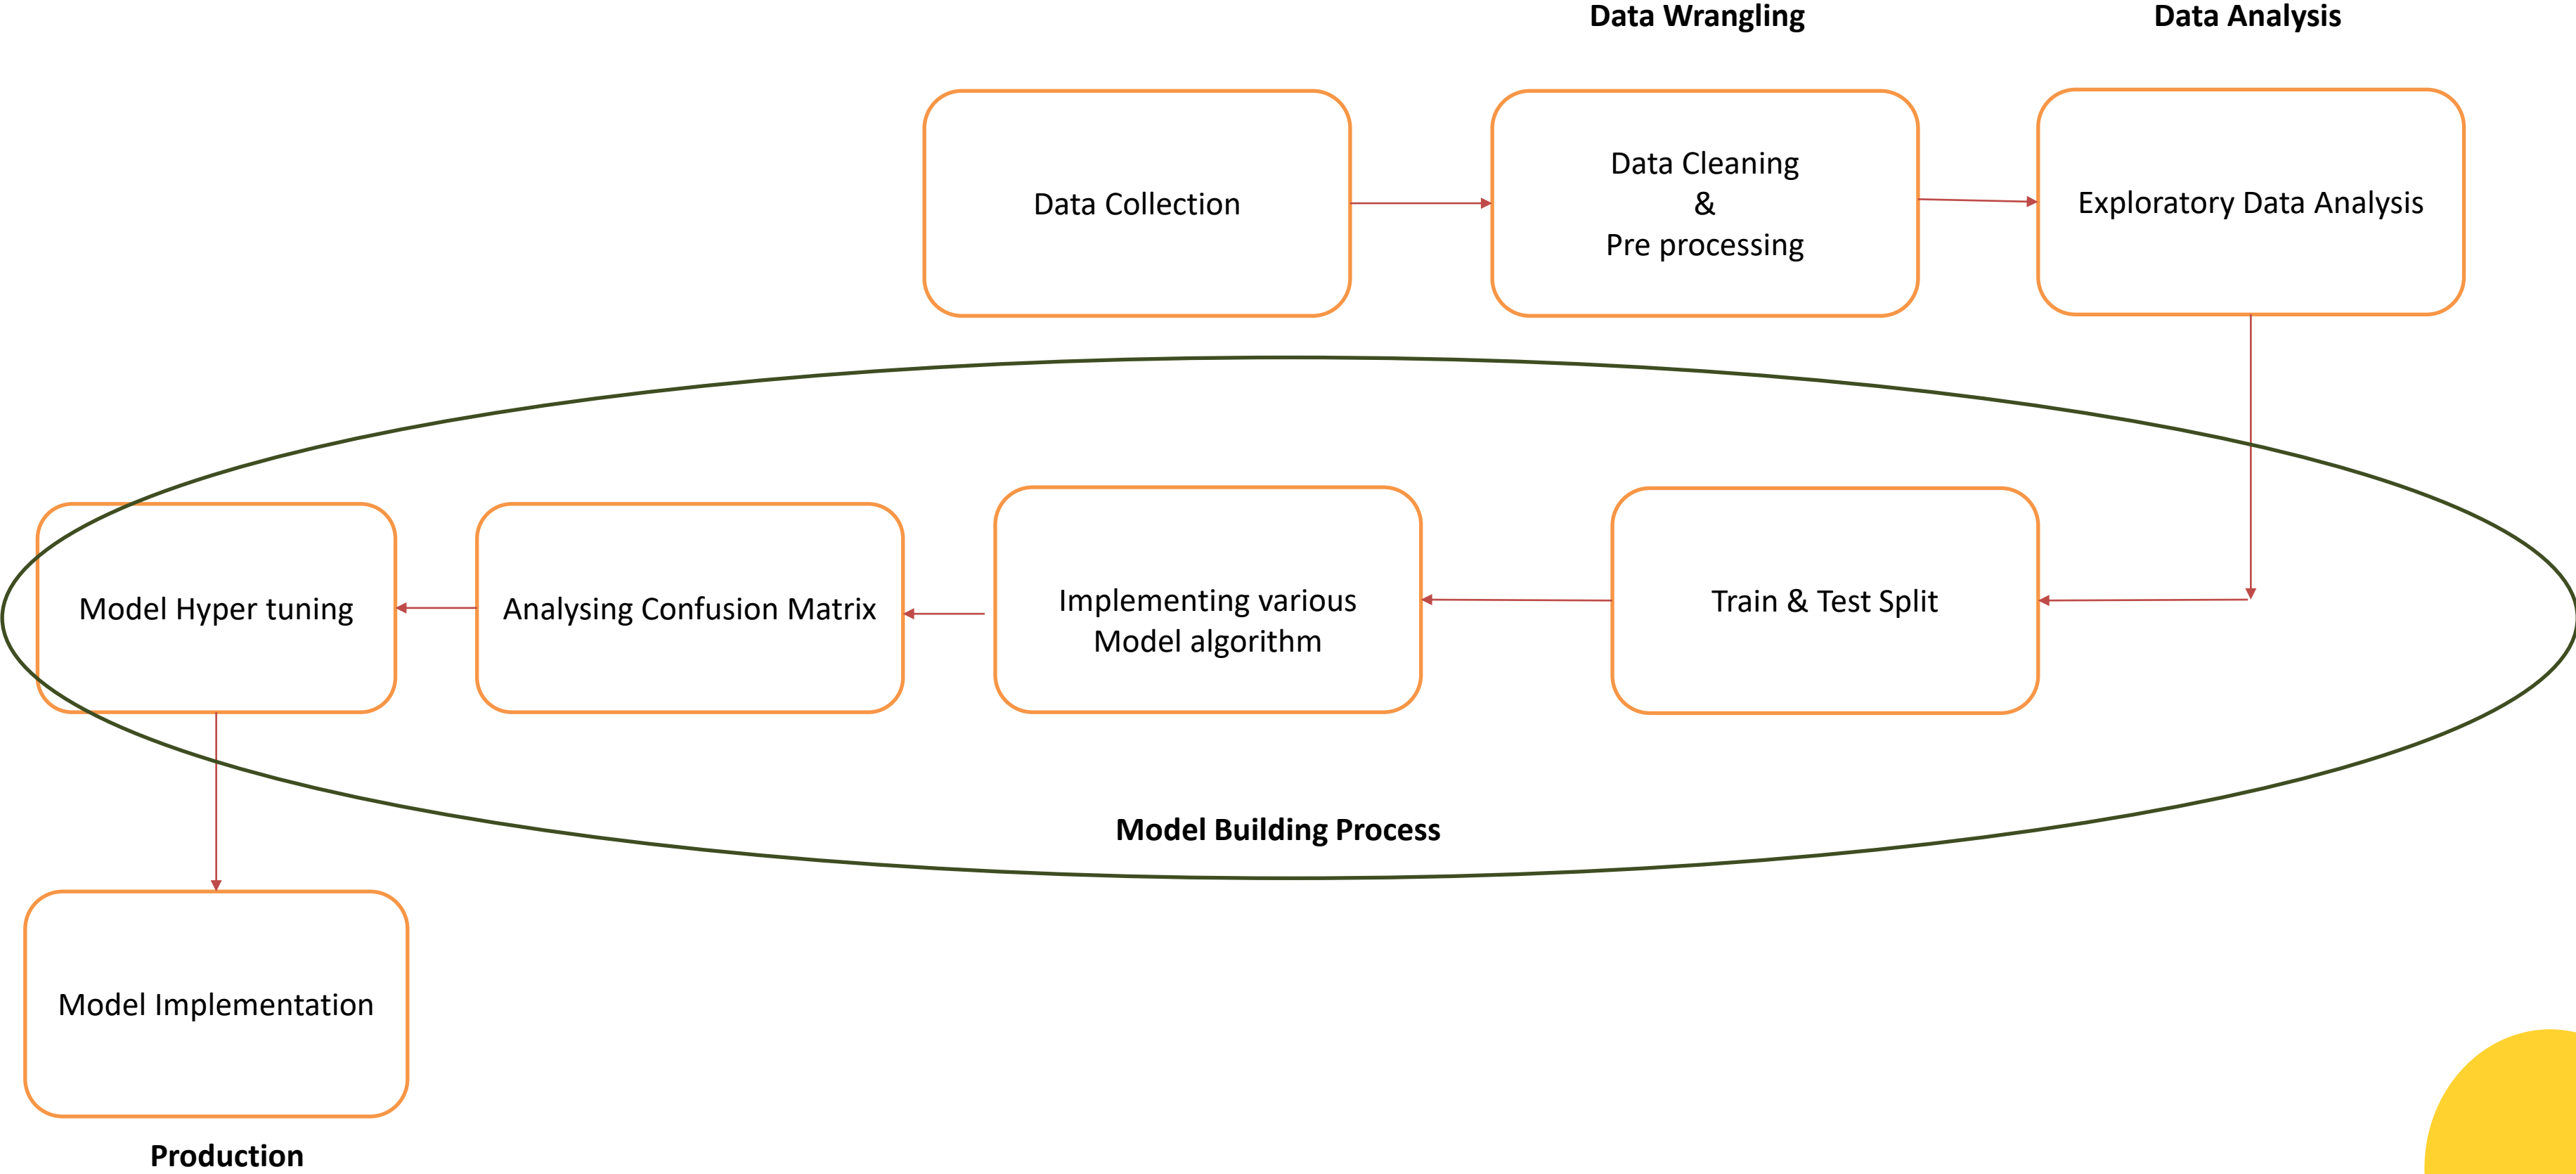 Data Wrangling
Data Analysis
Data Collection
Data Cleaning
&
Pre processing
Exploratory Data Analysis
Model Hyper tuning
Analysing Confusion Matrix
Implementing various
Model algorithm
Train & Test Split
Model Building Process
Model Implementation
Production